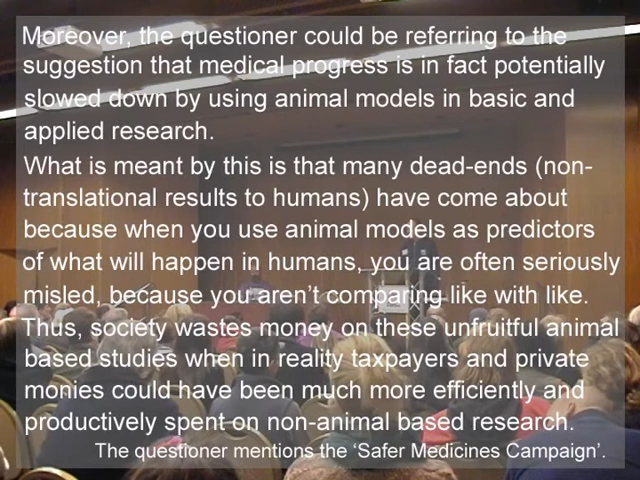 Moreover, the questioner could be referring to the
suggestion that medical progress is in fact potentially
slowed down by using animal models in basic and
applied research.
What is meant by this is that many dead-ends (non-
translational results to humans) have come about
because when you use animal models as predictors
of what will happen in humans, you are often seriously
misled, because you aren't comparing like with like.
Thus, society wastes money on these unfruitful animal
based studies when in reality taxpayers and private
monies could have been much more efficiently and
productively spent on non-animal based research.
The questioner mentions the 'Safer Medicines Campaign'.